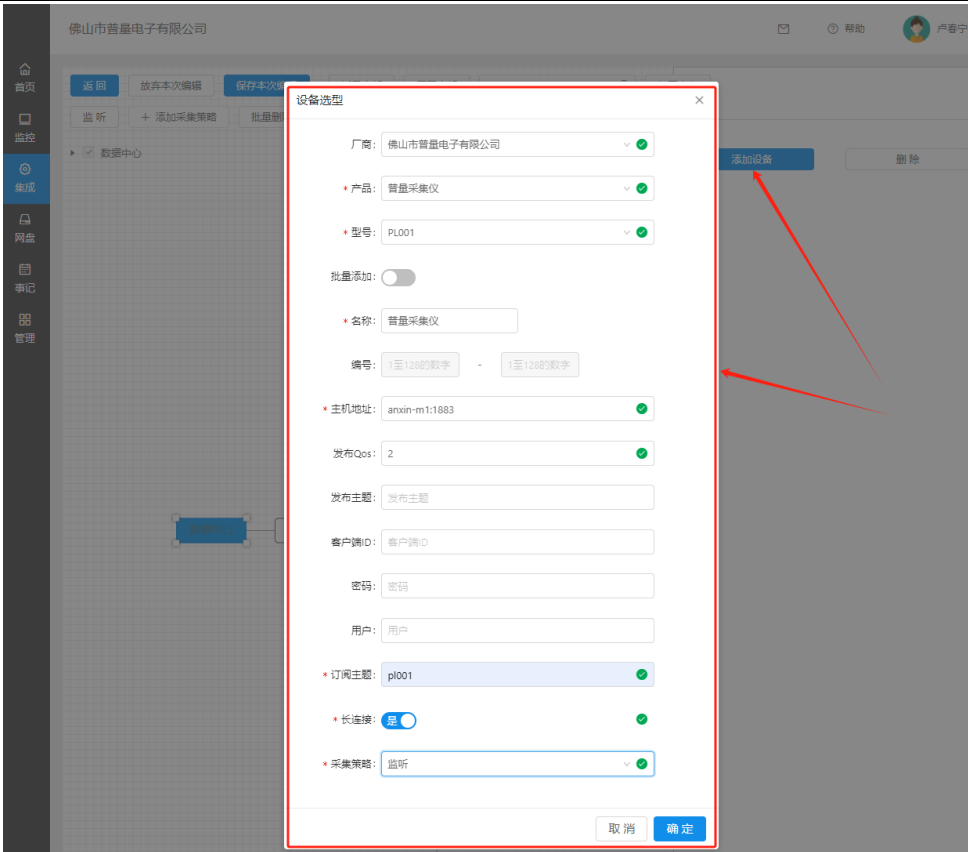 佛山市普量电子有限公司
帮助
卢春宁
首页
监控
集成
网盘
事记
管理
返 回
放弃本次编辑
保存本次编
监 听
+ 添加采集策略
批量删
数据中心
添加设备
删 除
设备选型
厂商: 佛山市普量电子有限公司
* 产品: 普量采集仪
* 型号: PL001
批量添加:
* 名称: 普量采集仪
编号: 1至128的数字 - 1至128的数字
* 主机地址: anxin-m1:1883
发布Qos: 2
发布主题: 发布主题
客户端ID: 客户端ID
密码: 密码
用户: 用户
* 订阅主题: pl001
* 长连接: 是
* 采集策略: 监听
取 消
确 定